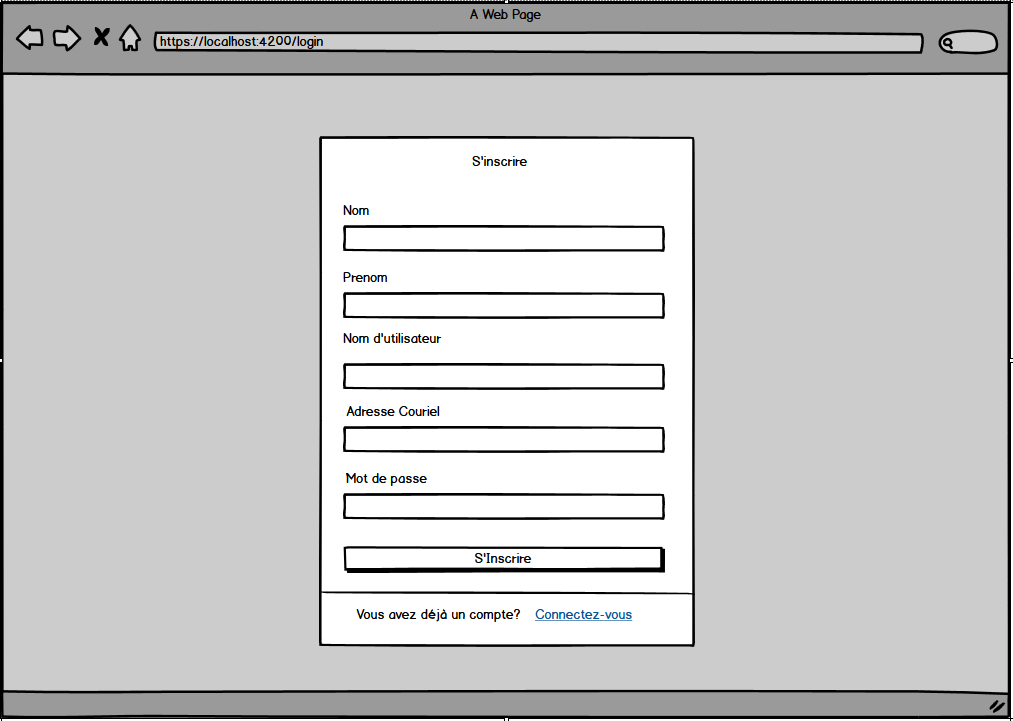 A Web Page
https://localhost:4200/login
S'inscrire
Nom
Prenom
Nom d'utilisateur
Adresse Couriel
Mot de passe
S'Inscrire
Vous avez déjà un compte? Connectez-vous